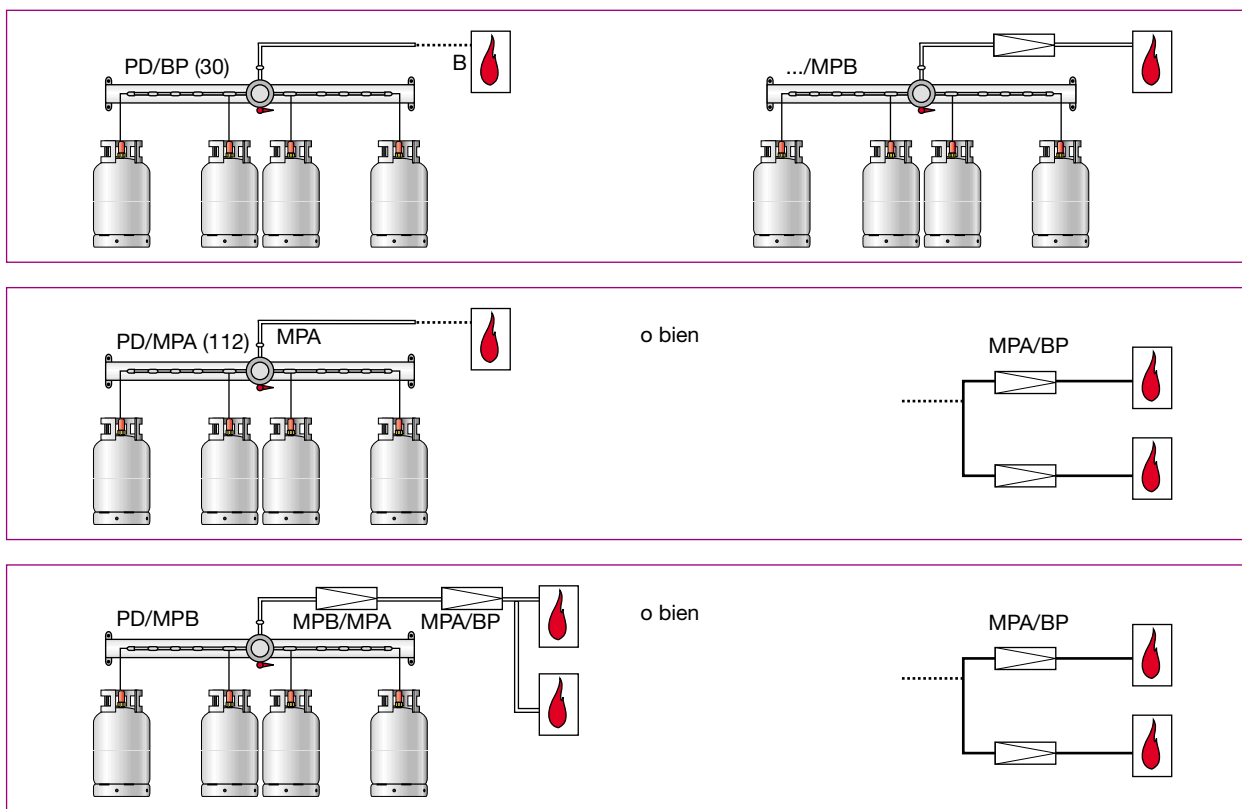 PD/BP (30)
B
.../MPB
PD/MPA (112)
MPA
o bien
MPA/BP
PD/MPB
MPB/MPA
MPA/BP
o bien
MPA/BP